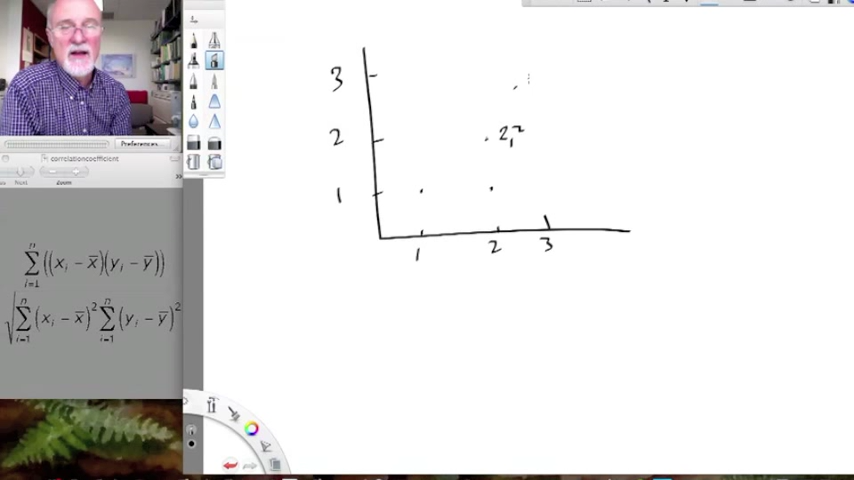 Preferences
correlationcoefficient
Next Zoom
n
∑ ((xᵢ – x̄)(yᵢ – ȳ))
i=1
√ n n
∑ (xᵢ – x̄)² ∑ (yᵢ – ȳ)²
i=1 i=1
3
2 2,2
1
1 2 3